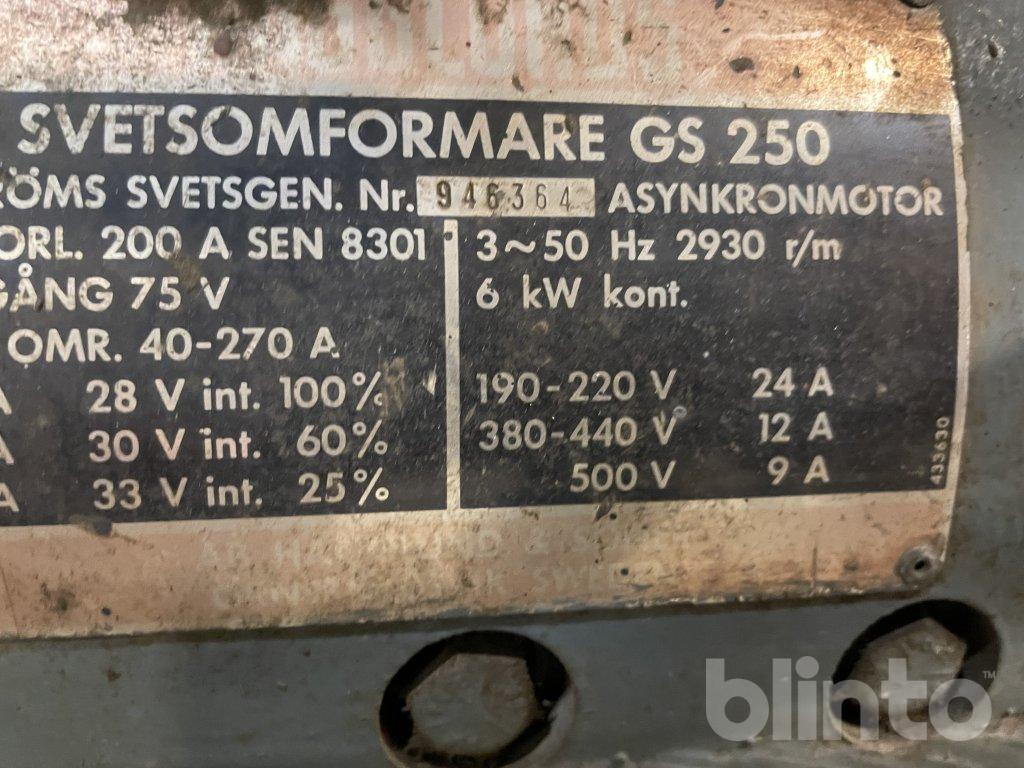 SVETSOMFORMARE GS 250
RÖMS SVETSGEN. Nr. 946364 ASYNKRONMOTOR
ORL. 200 A SEN 8301
GÅNG 75 V
OMR. 40-270 A
A 28 V int. 100%
A 30 V int. 60%
A 33 V int. 25%
3~50 Hz 2930 r/m
6 kW kont.
190-220 V 24 A
380-440 V 12 A
500 V 9 A
433630
AB &
blinto™